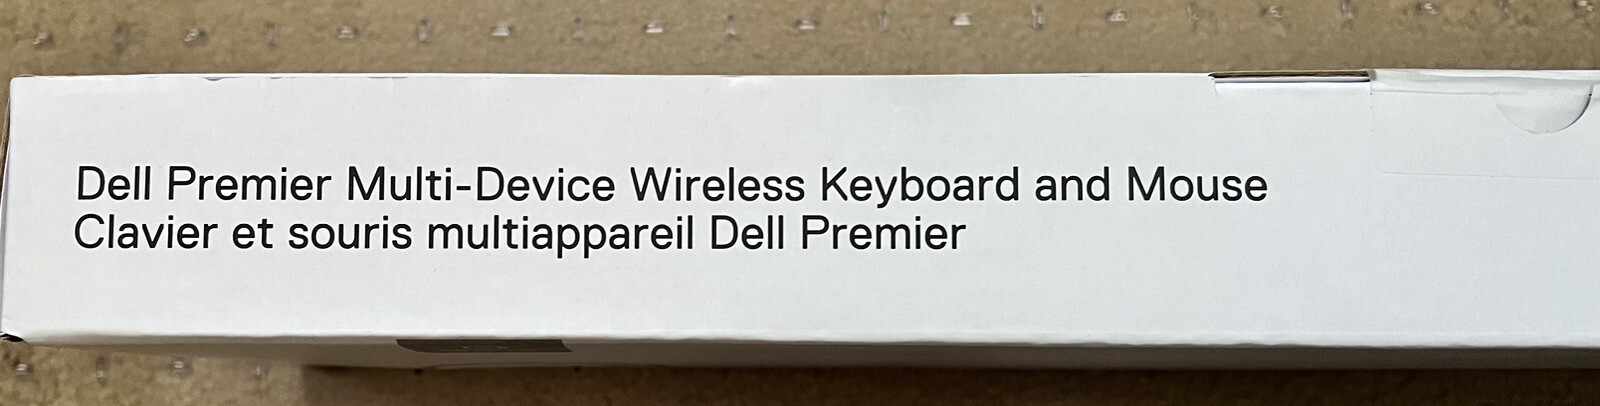 Dell Premier Multi-Device Wireless Keyboard and Mouse
Clavier et souris multiappareil Dell Premier